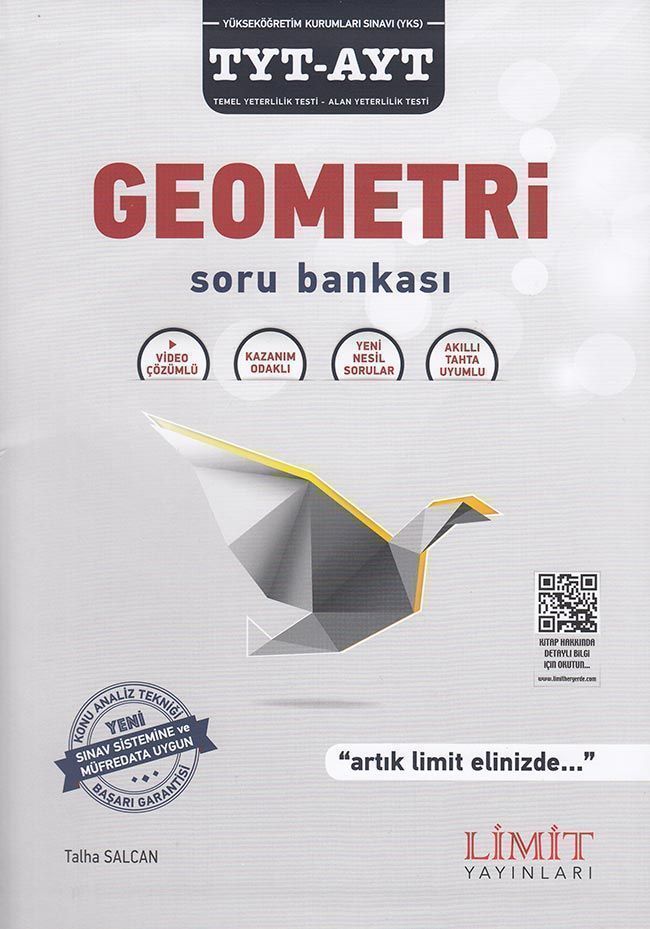 YÜKSEKÖĞRETİM KURUMLARI SINAVI (YKS)
TYT-AYT
TEMEL YETERLİLİK TESTİ - ALAN YETERLİLİK TESTİ
GEOMETRİ
soru bankası
VİDEO
ÇÖZÜMLÜ
KAZANIM
ODAKLI
YENİ
NESİL
SORULAR
AKILLI
TAHTA
UYUMLU
KİTAP HAKKINDA
DETAYLI BİLGİ
İÇİN OKUTUN...
www.limithergerde.com
KONU ANALİZ TEKNİĞİ
YENİ
SINAV SİSTEMİNE ve
MÜFREDATA UYGUN
BAŞARI GARANTİSİ
“artık limit elinizde...”
Talha SALCAN
LİMİT
YAYINLARI